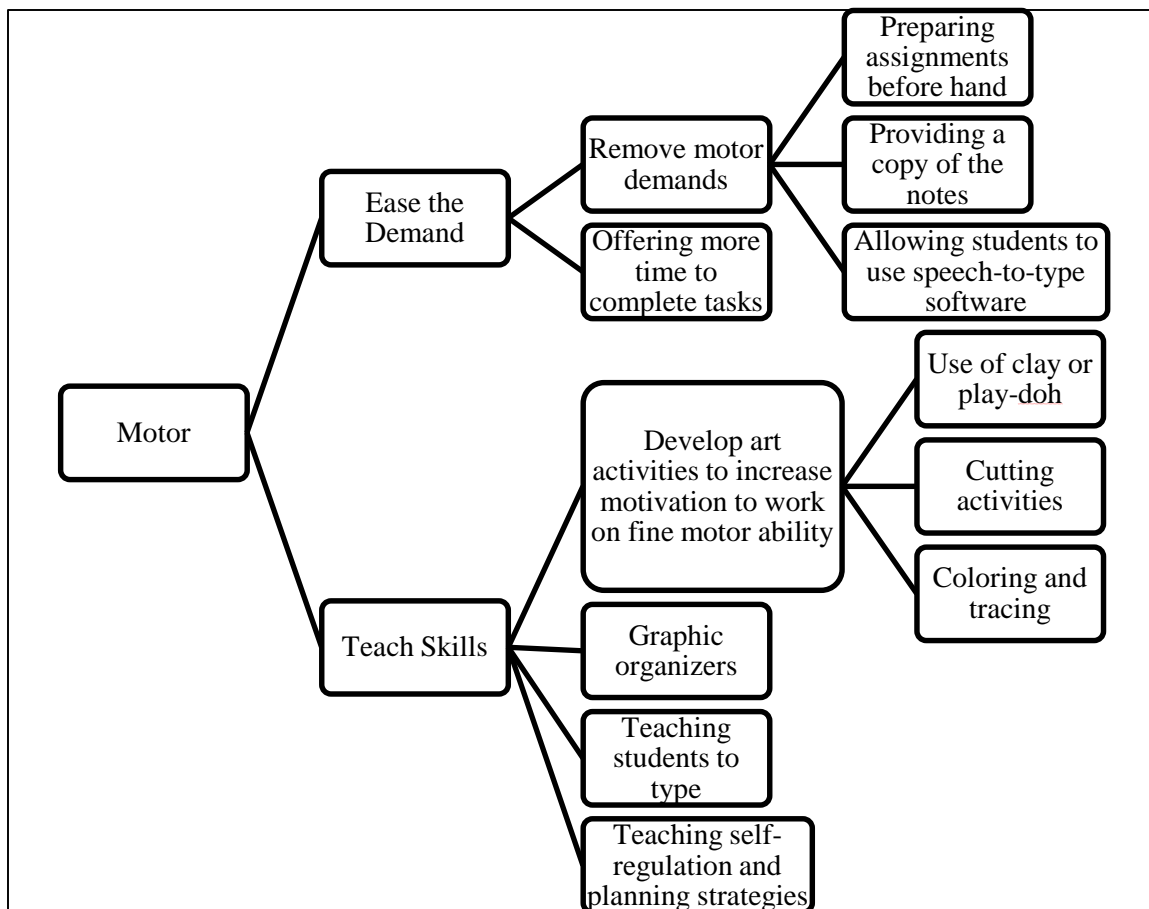 Motor
Ease the
Demand
Remove motor
demands
Preparing
assignments
before hand
Providing a
copy of the
notes
Allowing students to
use speech-to-type
software
Offering more
time to
complete tasks
Teach Skills
Develop art
activities to increase
motivation to work
on fine motor ability
Use of clay or
play-doh
Cutting
activities
Coloring and
tracing
Graphic
organizers
Teaching
students to
type
Teaching self-
regulation and
planning strategies